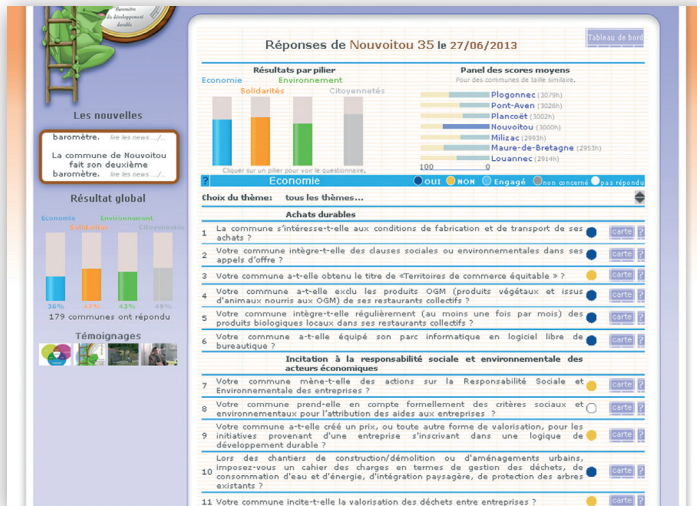 Baromètre
du développement
durable
Les nouvelles
baromètre. lire les news .../...
La commune de Nouvoitou
fait son deuxième
baromètre. lire les news .../...
Résultat global
Economie Environnement
Solidarités Citoyennetés
36% 47% 43% 48%
179 communes ont répondu
Témoignages
Tableau de bord
Réponses de Nouvoitou 35 le 27/06/2013
Résultats par pilier
Economie Environnement
Solidarités Citoyennetés
Cliquer sur un pilier pour voir le questionnaire.
Panel des scores moyens
Pour des communes de taille similaire.
Plogonnec (3079h)
Pont-Aven (3026h)
Plancoët (3002h)
Nouvoitou (3000h)
Milizac (2993h)
Maure-de-Bretagne (2953h)
Louannec (2914h)
100 0
? Economie OUI NON Engagé non concerné pas répondu
Choix du thème: tous les thèmes...
Achats durables
1 La commune s'intéresse-t-elle aux conditions de fabrication et de transport de ses
achats ? carte ?
2 Votre commune intègre-t-elle des clauses sociales ou environnementales dans ses
appels d'offre ? carte ?
3 Votre commune a-t-elle obtenu le titre de «Territoires de commerce équitable » ? carte ?
4 Votre commune a-t-elle exclu les produits OGM (produits végétaux et issus
d'animaux nourris aux OGM) de ses restaurants collectifs ? carte ?
5 Votre commune intègre-t-elle régulièrement (au moins une fois par mois) des
produits biologiques locaux dans ses restaurants collectifs ? carte ?
6 Votre commune a-t-elle équipé son parc informatique en logiciel libre de
bureautique ? carte ?
Incitation à la responsabilité sociale et environnementale des
acteurs économiques
7 Votre commune mène-t-elle des actions sur la Responsabilité Sociale et
Environnementale des entreprises ? carte ?
8 Votre commune prend-elle en compte formellement des critères sociaux et
environnementaux pour l'attribution des aides aux entreprises ? carte ?
9 Votre commune a-t-elle créé un prix, ou toute autre forme de valorisation, pour les
initiatives provenant d'une entreprise s'inscrivant dans une logique de
développement durable ? carte ?
10 Lors des chantiers de construction/démolition ou d'aménagements urbains,
imposez-vous un cahier des charges en termes de gestion des déchets, de
consommation d'eau et d'énergie, d'intégration paysagère, de protection des arbres
existants ? carte ?
11 Votre commune incite-t-elle la valorisation des déchets entre entreprises ? carte ?